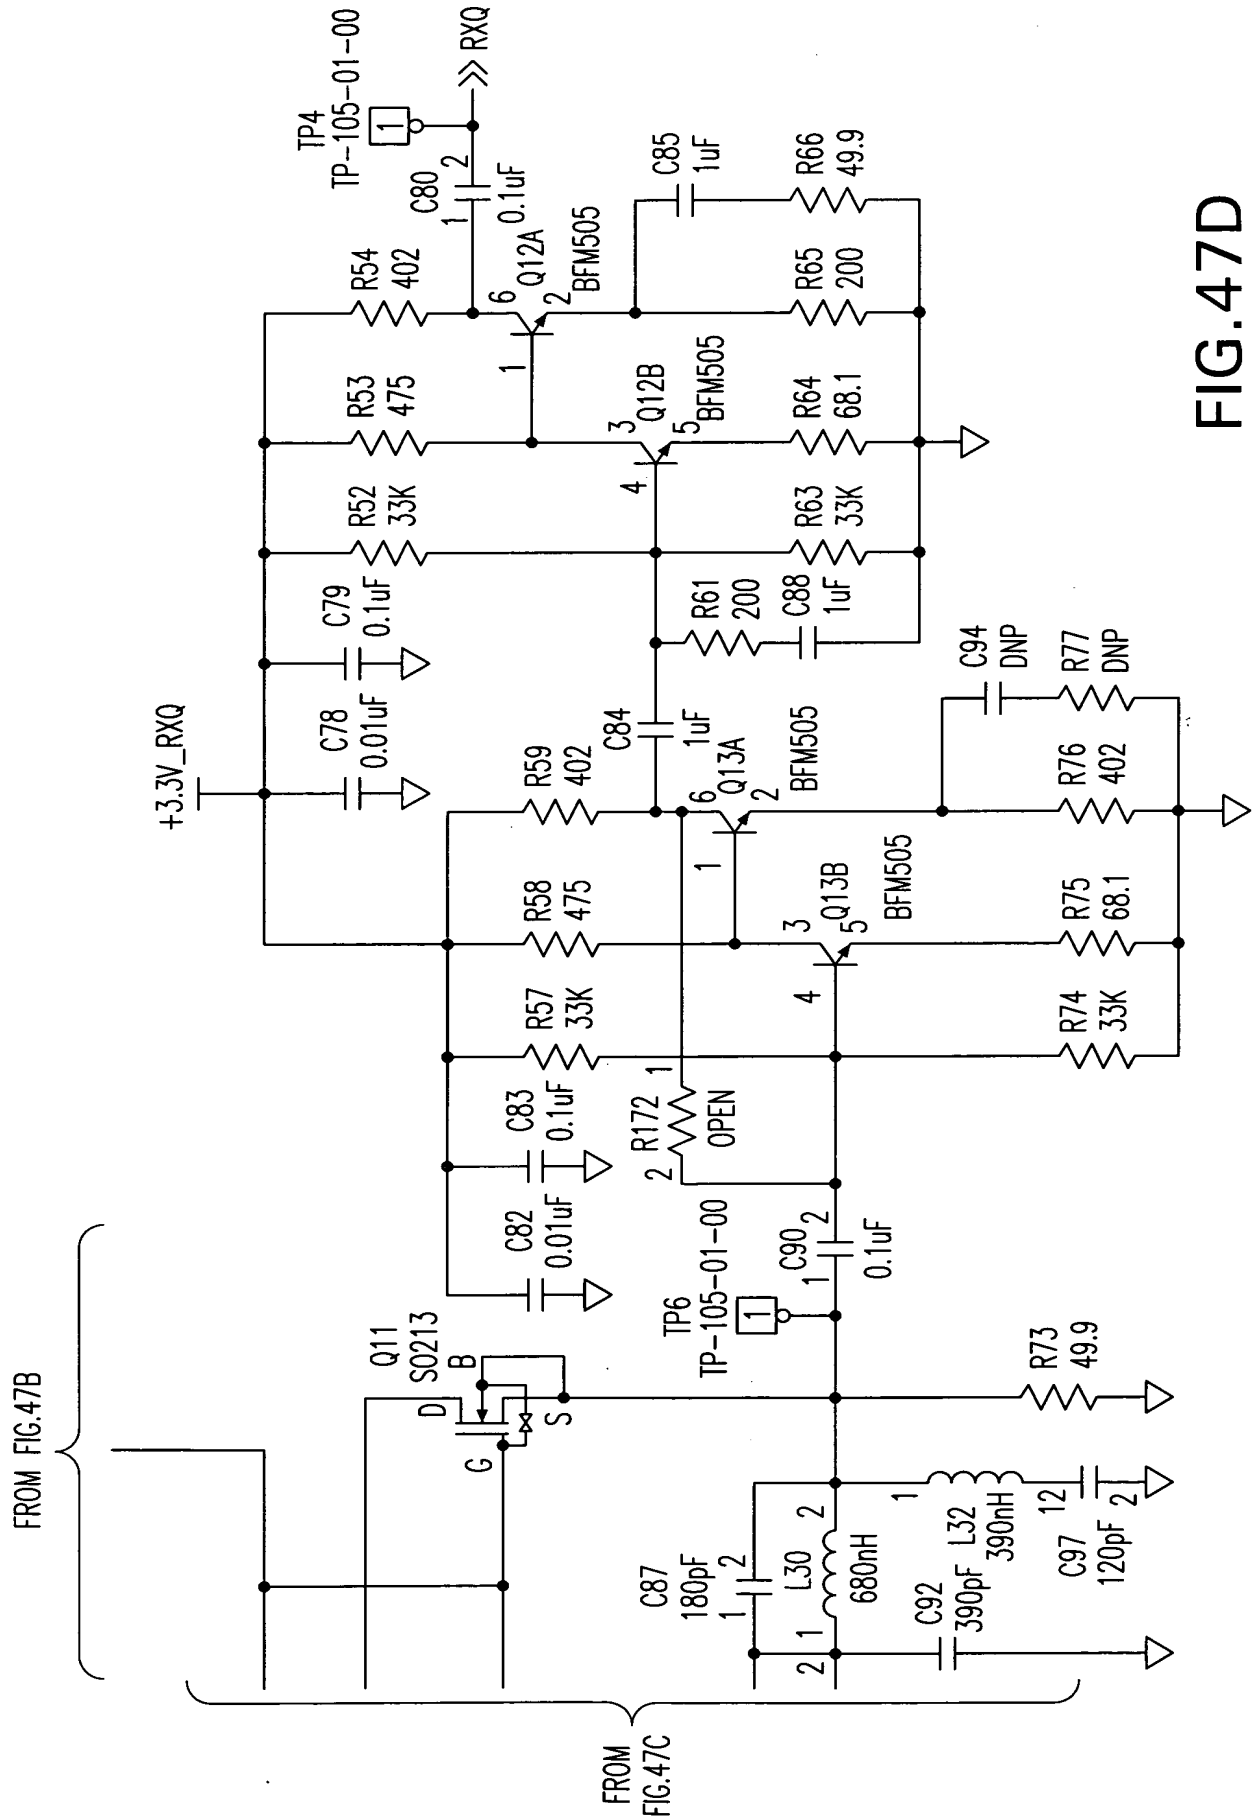 FROM FIG.47B
FROM
FIG.47C
+3.3V_RXQ
C78
0.01uF
C79
0.1uF
R52
33K
R53
475
R54
402
TP4
TP-105-01-00
1
C80
1
2
0.1uF
RXQ
6
Q12A
2
BFM505
1
3
Q12B
5
BFM505
4
C85
1uF
R61
200
C88
1uF
R63
33K
R64
68.1
R65
200
R66
49.9
C84
1uF
C82
0.01uF
C83
0.1uF
R57
33K
R58
475
R59
402
R172
1
2
OPEN
6
Q13A
2
BFM505
1
3
Q13B
5
BFM505
4
C94
DNP
R74
33K
R75
68.1
R76
402
R77
DNP
Q11
SO213
D
B
G
S
TP6
TP-105-01-00
1
C90
1
2
0.1uF
R73
49.9
C87
180pF
1
2
L30
1
2
680nH
2
C92
390pF
1
L32
390nH
12
C97
120pF
2
FIG.47D